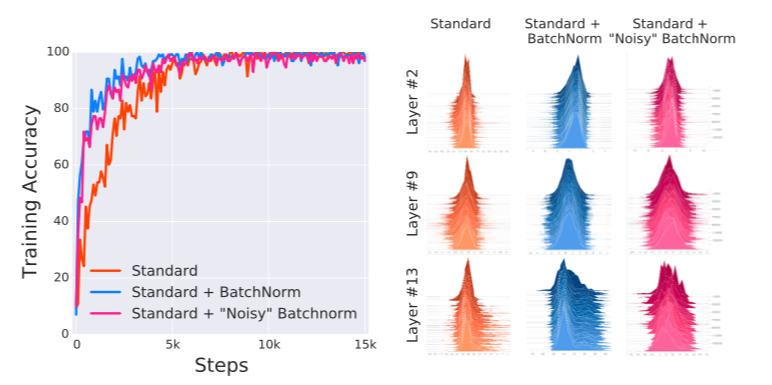 Training Accuracy
100
80
60
40
20
0
0
5k
10k
15k
Steps
Standard
Standard + BatchNorm
Standard + "Noisy" Batchnorm
Standard
Standard +
BatchNorm
Standard +
"Noisy" BatchNorm
Layer #2
Layer #9
Layer #13